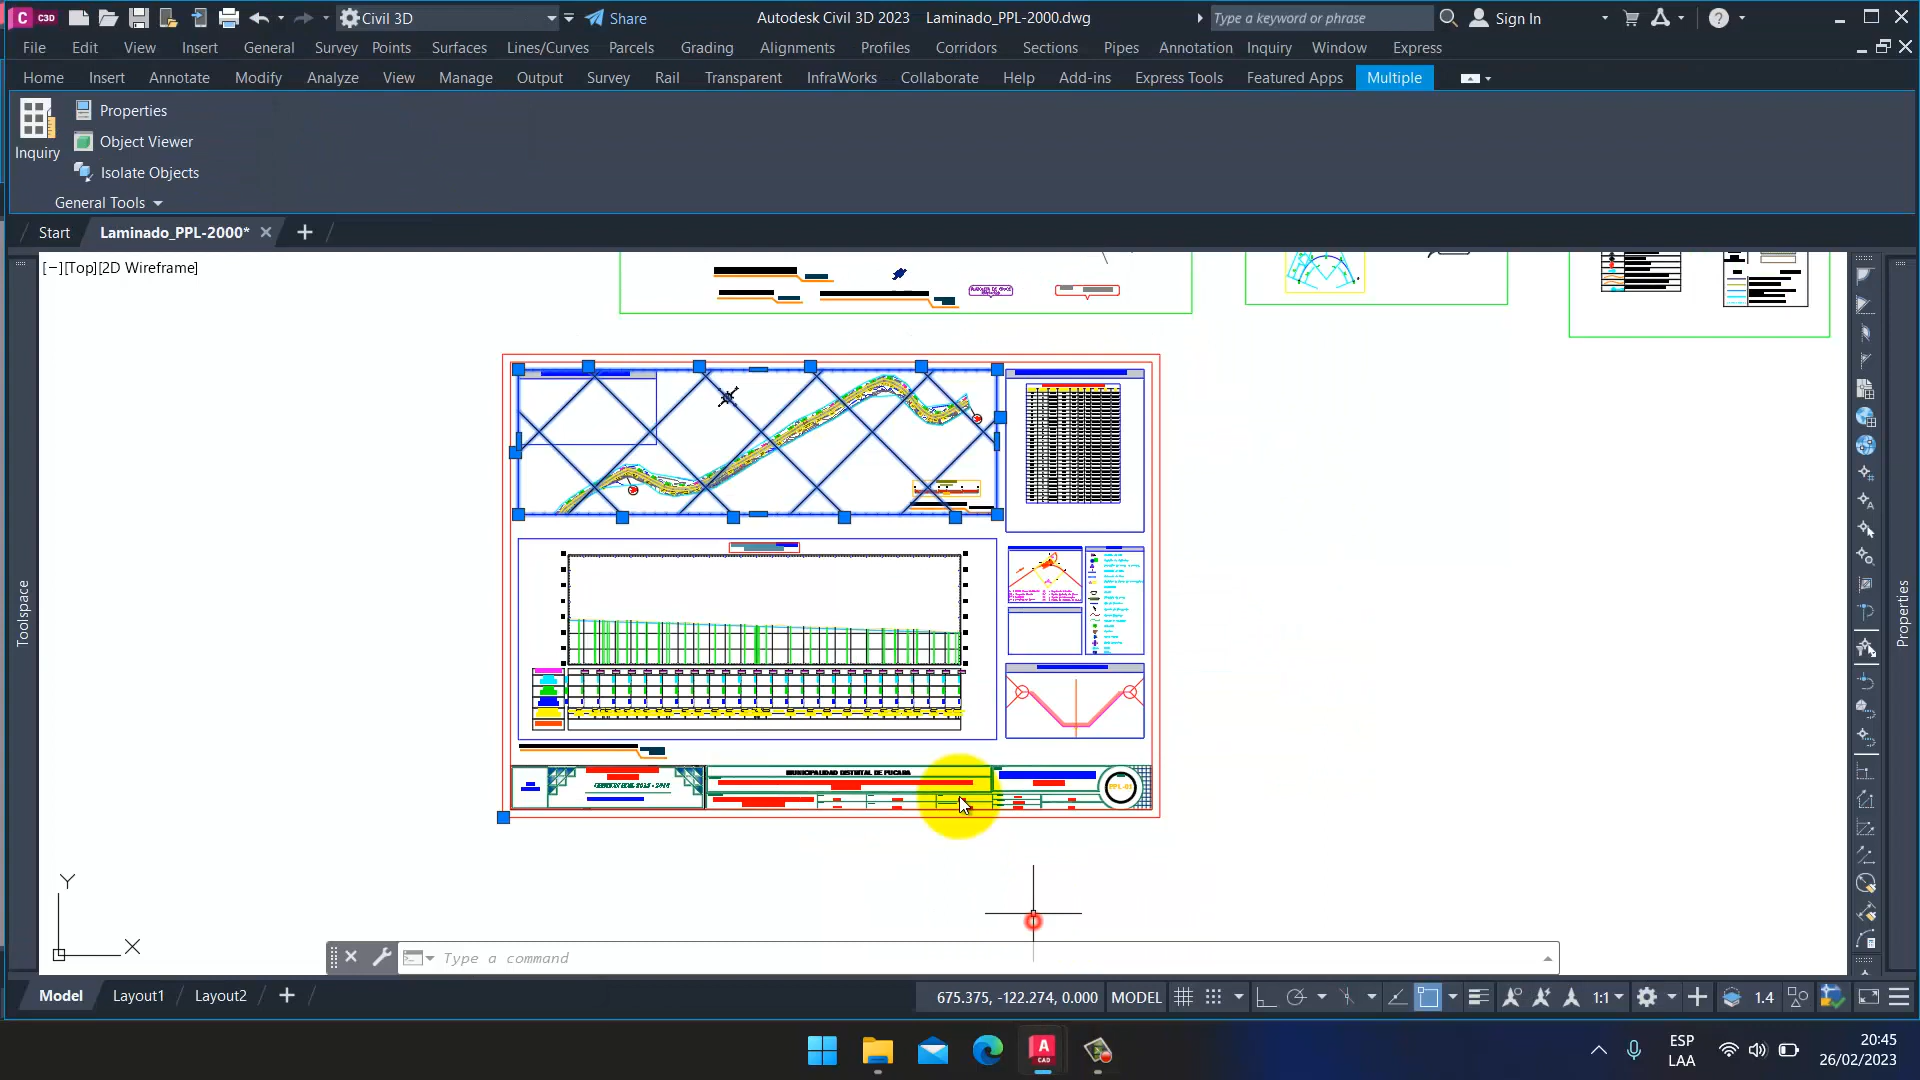 Civil 3D
Share
Autodesk Civil 3D 2023 Laminado_PPL-2000.dwg
Type a keyword or phrase
Sign In
File Edit View Insert General Survey Points Surfaces Lines/Curves Parcels Grading Alignments Profiles Corridors Sections Pipes Annotation Inquiry Window Express
Home Insert Annotate Modify Analyze View Manage Output Survey Rail Transparent InfraWorks Collaborate Help Add-ins Express Tools Featured Apps Multiple
Inquiry
Properties
Object Viewer
Isolate Objects
General Tools
Start
Laminado_PPL-2000*
[−][Top][2D Wireframe]
Toolspace
Properties
MUNICIPALIDAD DISTRITAL DE PUCARA
PPL-01
Y
X
Type a command
Model Layout1 Layout2
675.375, -122.274, 0.000 MODEL
1:1
1.4
A
CAD
ESP
LAA
20:45
26/02/2023